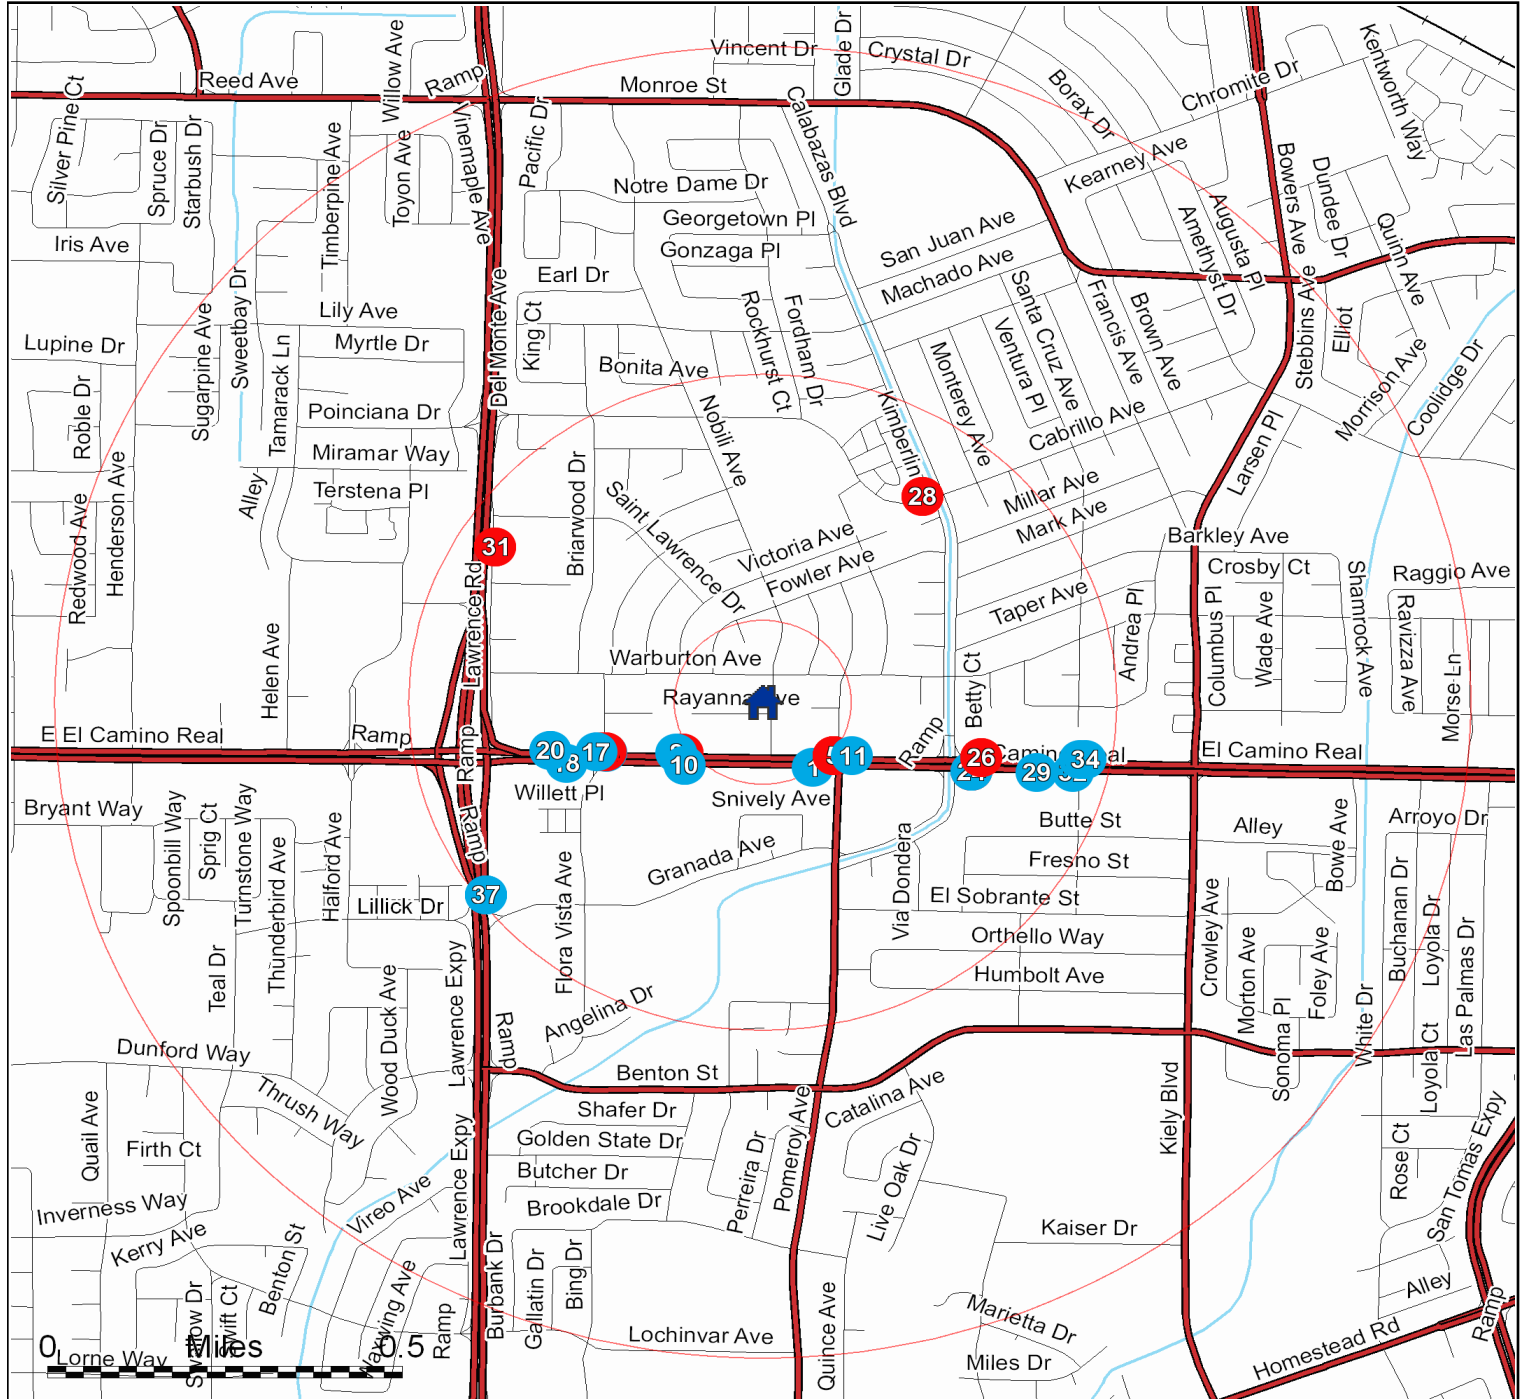 Vincent Dr
Glade Dr
Crystal Dr
Kentworth Way
Reed Ave
Willow Ave
Ramp
Monroe St
Chromite Dr
Borax Dr
Silver Pine Ct
Spruce Dr
Starbush Dr
Timberpine Ave
Toyon Ave
Vinemaple Ave
Pacific Dr
Calabazas Blvd
Kearney Ave
Bowers Ave
Dundee Dr
Quinn Ave
Notre Dame Dr
Georgetown Pl
Gonzaga Pl
San Juan Ave
Machado Ave
Amethyst Dr
Augusta Pl
Iris Ave
Earl Dr
Sweetbay Dr
Sugarpine Ave
Lily Ave
Myrtle Dr
Del Monte Ave
King Ct
Rockhurst Ct
Fordham Dr
Santa Cruz Ave
Ventura Pl
Monterey Ave
Francis Ave
Brown Ave
Stebbins Ave
Elliot
Morrison Ave
Coolidge Dr
Lupine Dr
Roble Dr
Tamarack Ln
Bonita Ave
Poinciana Dr
Miramar Way
Terstena Pl
Nobili Ave
Kimberlin
Cabrillo Ave
Larsen Pl
Alley
Redwood Ave
Henderson Ave
Briarwood Dr
Saint Lawrence Dr
28
Millar Ave
Mark Ave
31
Victoria Ave
Fowler Ave
Barkley Ave
Crosby Ct
Raggio Ave
Shamrock Ave
Lawrence Rd
Taper Ave
Andrea Pl
Columbus Pl
Wade Ave
Ravizza Ave
Morse Ln
Helen Ave
Warburton Ave
Betty Ct
Ramp
E El Camino Real
Ramp
Ramp
20
17
10
11
26
29
34
El Camino Real
Bryant Way
Willett Pl
Snively Ave
Butte St
Alley
Arroyo Dr
Spoonbill Way
Sprig Ct
Turnstone Way
Thunderbird Ave
Halford Ave
Ramp
Granada Ave
Via Dondera
Fresno St
Bowe Ave
Lillick Dr
37
Flora Vista Ave
El Sobrante St
Crowley Ave
Buchanan Dr
Loyola Dr
Las Palmas Dr
Orthello Way
Humbolt Ave
Morton Ave
Foley Ave
Teal Dr
Lawrence Expy
Wood Duck Ave
Ramp
Angelina Dr
Sonoma Pl
White Dr
Loyola Ct
Dunford Way
Thrush Way
Benton St
Catalina Ave
Kiely Blvd
Quail Ave
Firth Ct
Lawrence Expy
Shafer Dr
Golden State Dr
Butcher Dr
Brookdale Dr
Perreira Dr
Pomeroy Ave
Live Oak Dr
Rose Ct
San Tomas Expy
Inverness Way
Kerry Ave
Vireo Ave
Kaiser Dr
Benton St
Swift Ct
Waxwing Ave
Ramp
Burbank Dr
Gallatin Dr
Bing Dr
Lochinvar Ave
Quince Ave
Marietta Dr
Miles Dr
Homestead Rd
Alley
Ramp
0
Miles
0.5
Lorne Way